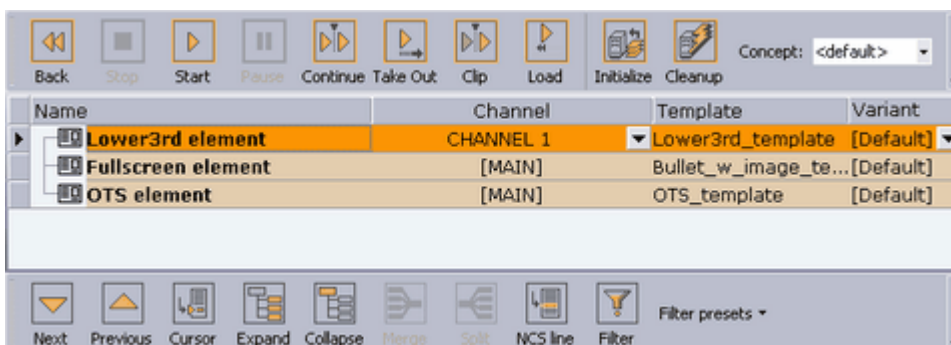 Back Stop Start Pause Continue Take Out Clip Load Initialize Cleanup Concept: <default>
Name Channel Template Variant
Lower3rd element CHANNEL 1 Lower3rd_template [Default]
Fullscreen element [MAIN] Bullet_w_image_te...[Default]
OTS element [MAIN] OTS_template [Default]
Next Previous Cursor Expand Collapse Merge Split NCS line Filter Filter presets